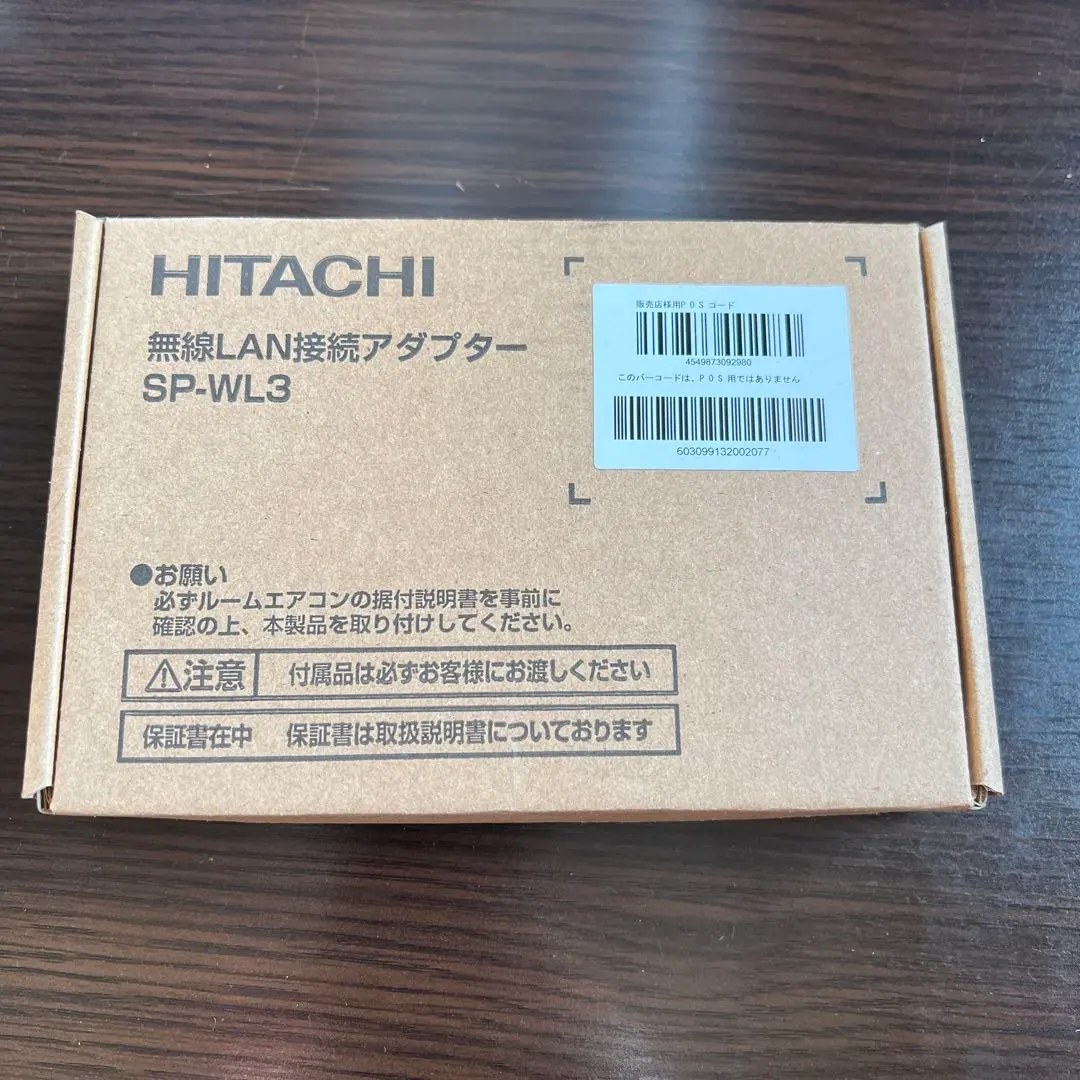 HITACHI
無線LAN接続アダプター
SP-WL3
販売店様用POSコード
4549873092980
このバーコードは、POS用ではありません
603099132002077
●お願い
必ずルームエアコンの据付説明書を事前に
確認の上、本製品を取り付けしてください。
⚠注意 付属品は必ずお客様にお渡しください
保証書在中 保証書は取扱説明書についております